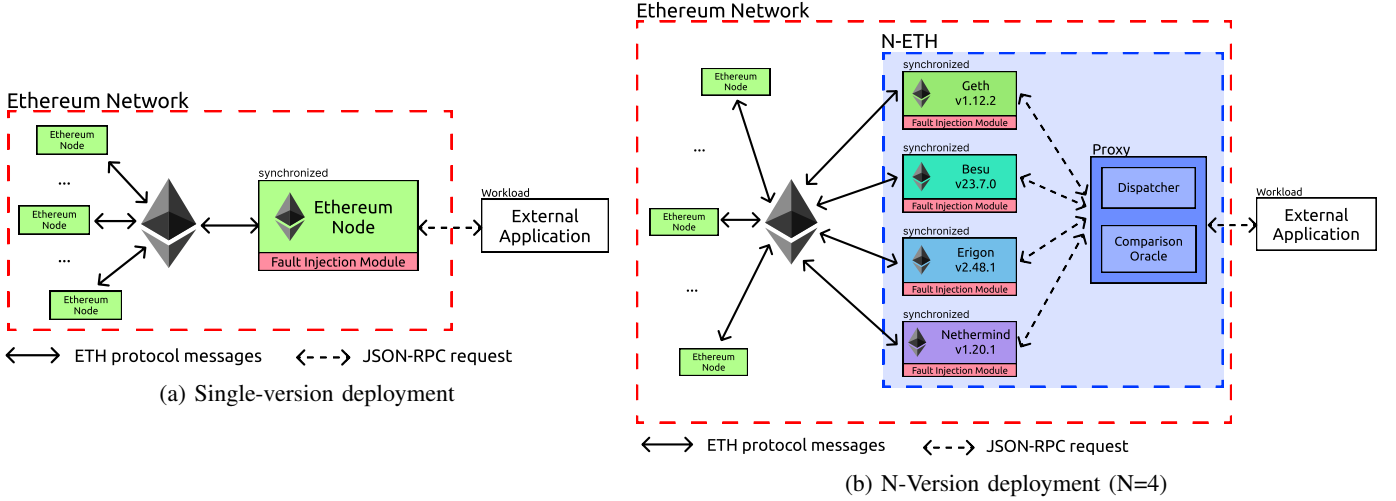 Ethereum Network
Ethereum
Node
...
Ethereum
Node
...
Ethereum
Node
synchronized
Ethereum
Node
Fault Injection Module
Workload
External
Application
ETH protocol messages
JSON-RPC request
(a) Single-version deployment
Ethereum Network
Ethereum
Node
...
Ethereum
Node
...
Ethereum
Node
N-ETH
synchronized
Geth
v1.12.2
Fault Injection Module
synchronized
Besu
v23.7.0
Fault Injection Module
synchronized
Erigon
v2.48.1
Fault Injection Module
synchronized
Nethermind
v1.20.1
Fault Injection Module
Proxy
Dispatcher
Comparison
Oracle
Workload
External
Application
ETH protocol messages
JSON-RPC request
(b) N-Version deployment (N=4)